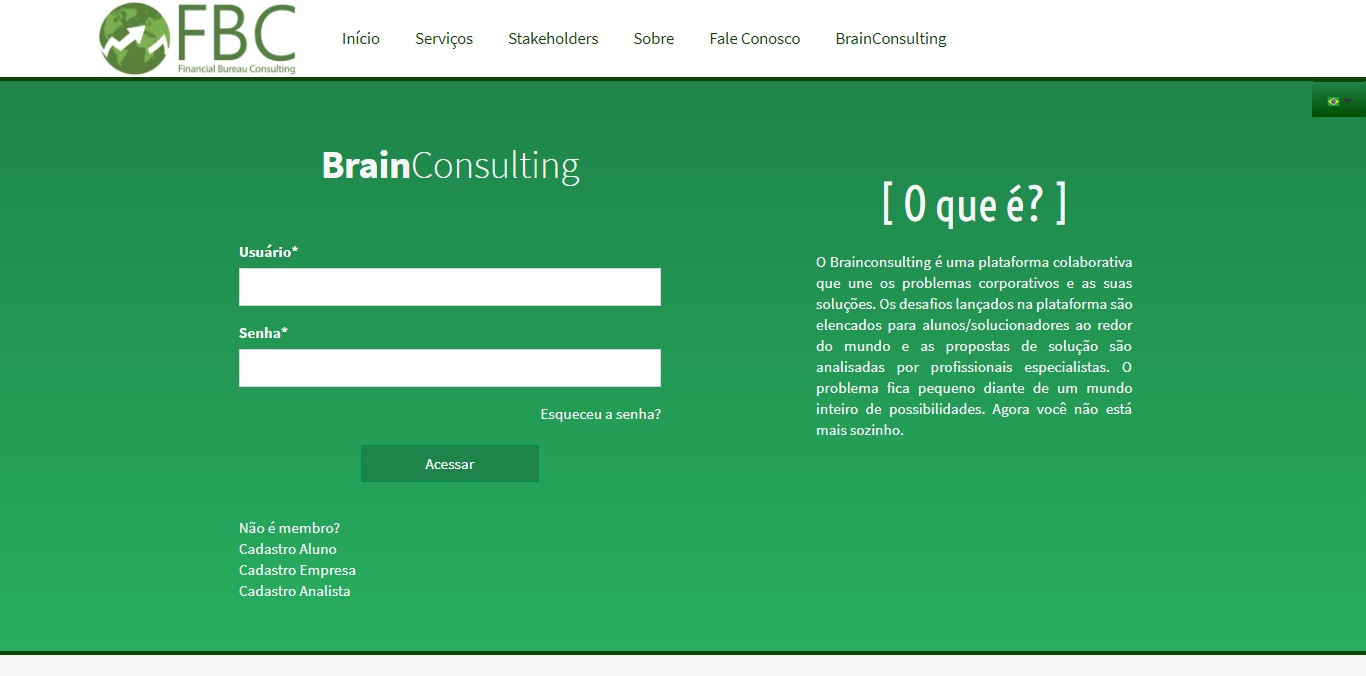 FBC
Financial Bureau Consulting
Início Serviços Stakeholders Sobre Fale Conosco BrainConsulting
BrainConsulting
Usuário*
Senha*
Esqueceu a senha?
Acessar
Não é membro?
Cadastro Aluno
Cadastro Empresa
Cadastro Analista
[ O que é? ]
O Brainconsulting é uma plataforma colaborativa
que une os problemas corporativos e as suas
soluções. Os desafios lançados na plataforma são
elencados para alunos/solucionadores ao redor
do mundo e as propostas de solução são
analisadas por profissionais especialistas. O
problema fica pequeno diante de um mundo
inteiro de possibilidades. Agora você não está
mais sozinho.